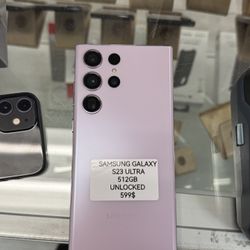 SAMSUNG GALAXY
S23 ULTRA
512GB
UNLOCKED
599$